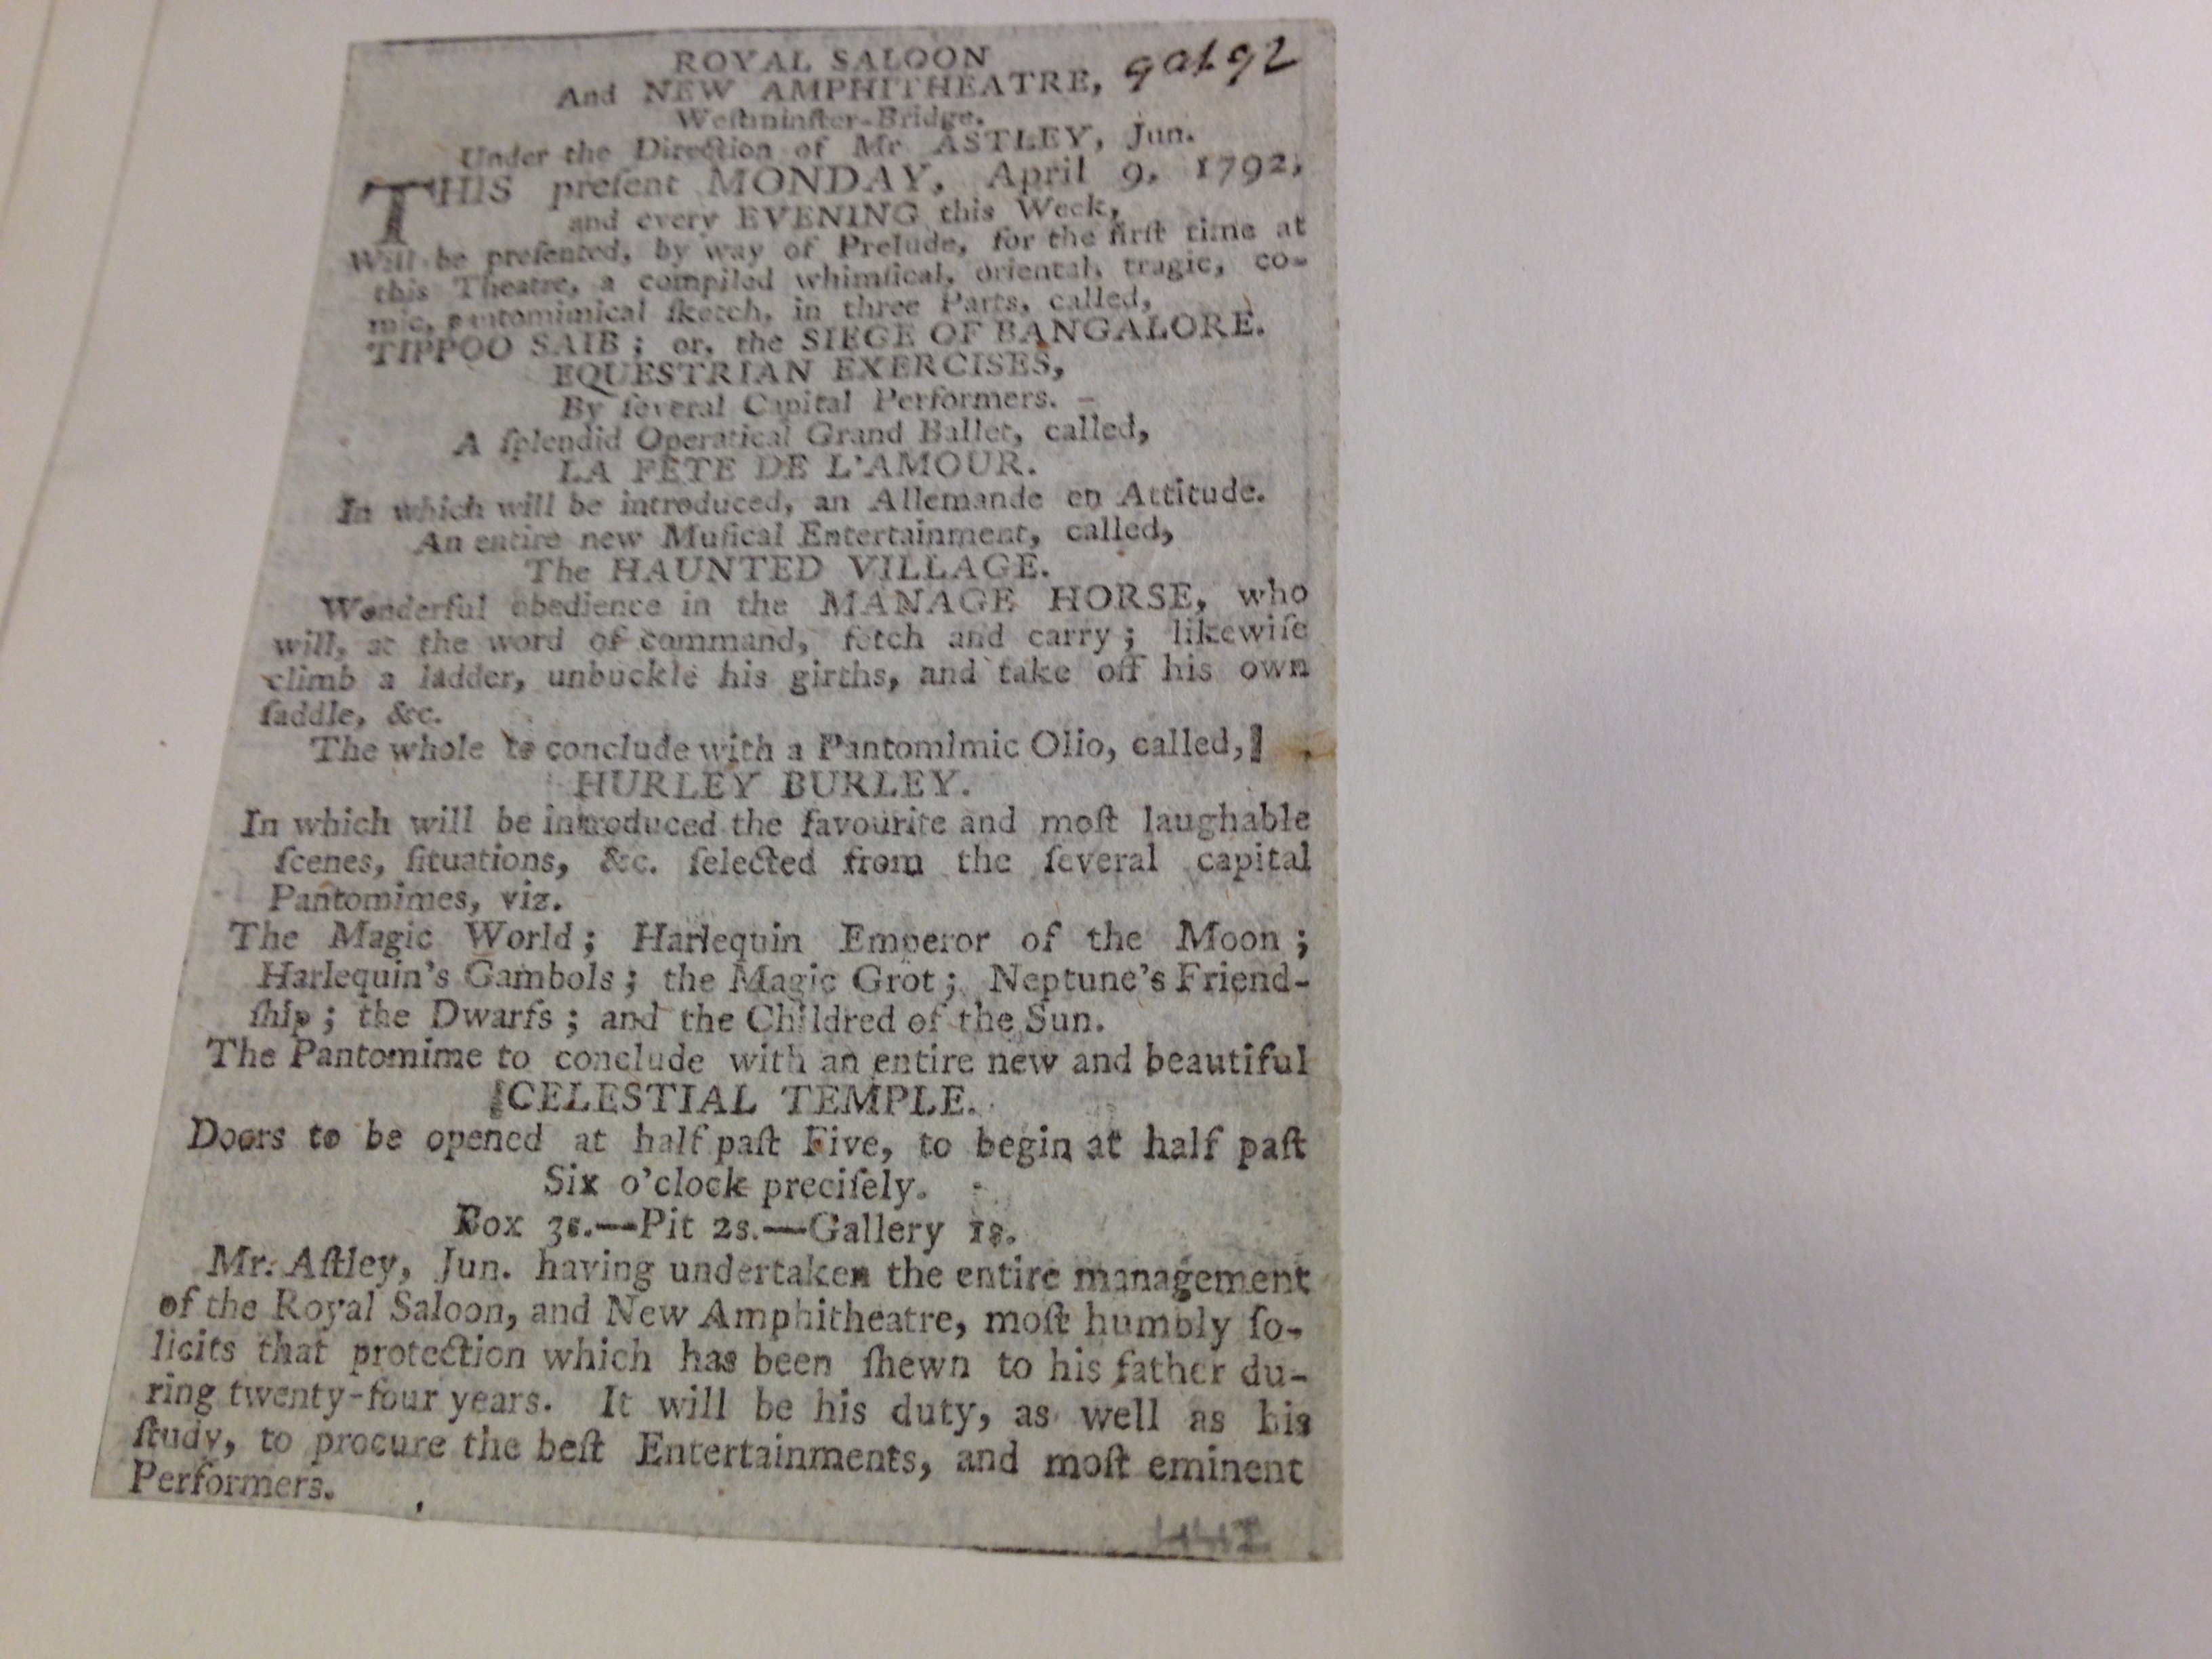 ROYAL SALOON
And NEW AMPHITHEATRE,
Weſtminſter-Bridge.
Under the Direction of Mr ASTLEY, Jun.
THIS preſent MONDAY, April 9, 1792,
and every EVENING this Week,
Will be preſented, by way of Prelude, for the firſt time at
this Theatre, a compiled whimſical, oriental, tragic, co-
mic, pantomimical ſketch, in three Parts, called,
TIPPOO SAIB; or, the SIEGE OF BANGALORE.
EQUESTRIAN EXERCISES,
By ſeveral Capital Performers. –
A ſplendid Operatical Grand Ballet, called,
LA FETE DE L'AMOUR.
In which will be introduced, an Allemande en Attitude.
An entire new Muſical Entertainment, called,
The HAUNTED VILLAGE.
Wonderful obedience in the MANAGE HORSE, who
will, at the word of command, fetch and carry; likewiſe
climb a ladder, unbuckle his girths, and take off his own
ſaddle, &c.
The whole to conclude with a Pantomimic Olio, called,
HURLEY BURLEY.
In which will be introduced the favourite and moſt laughable
ſcenes, ſituations, &c. ſelected from the ſeveral capital
Pantomimes, viz.
The Magic World; Harlequin Emperor of the Moon;
Harlequin's Gambols; the Magic Grot; Neptune's Friend-
ſhip; the Dwarfs; and the Childred of the Sun.
The Pantomime to conclude with an entire new and beautiful
CELESTIAL TEMPLE.
Doors to be opened at half paſt Five, to begin at half paſt
Six o'clock preciſely.
Box 3s.—Pit 2s.—Gallery 1s.
Mr. Aſtley, Jun. having undertaken the entire management
of the Royal Saloon, and New Amphitheatre, moſt humbly ſo-
licits that protection which has been ſhewn to his father du-
ring twenty-four years. It will be his duty, as well as his
ſtudy, to procure the beſt Entertainments, and moſt eminent
Performers.